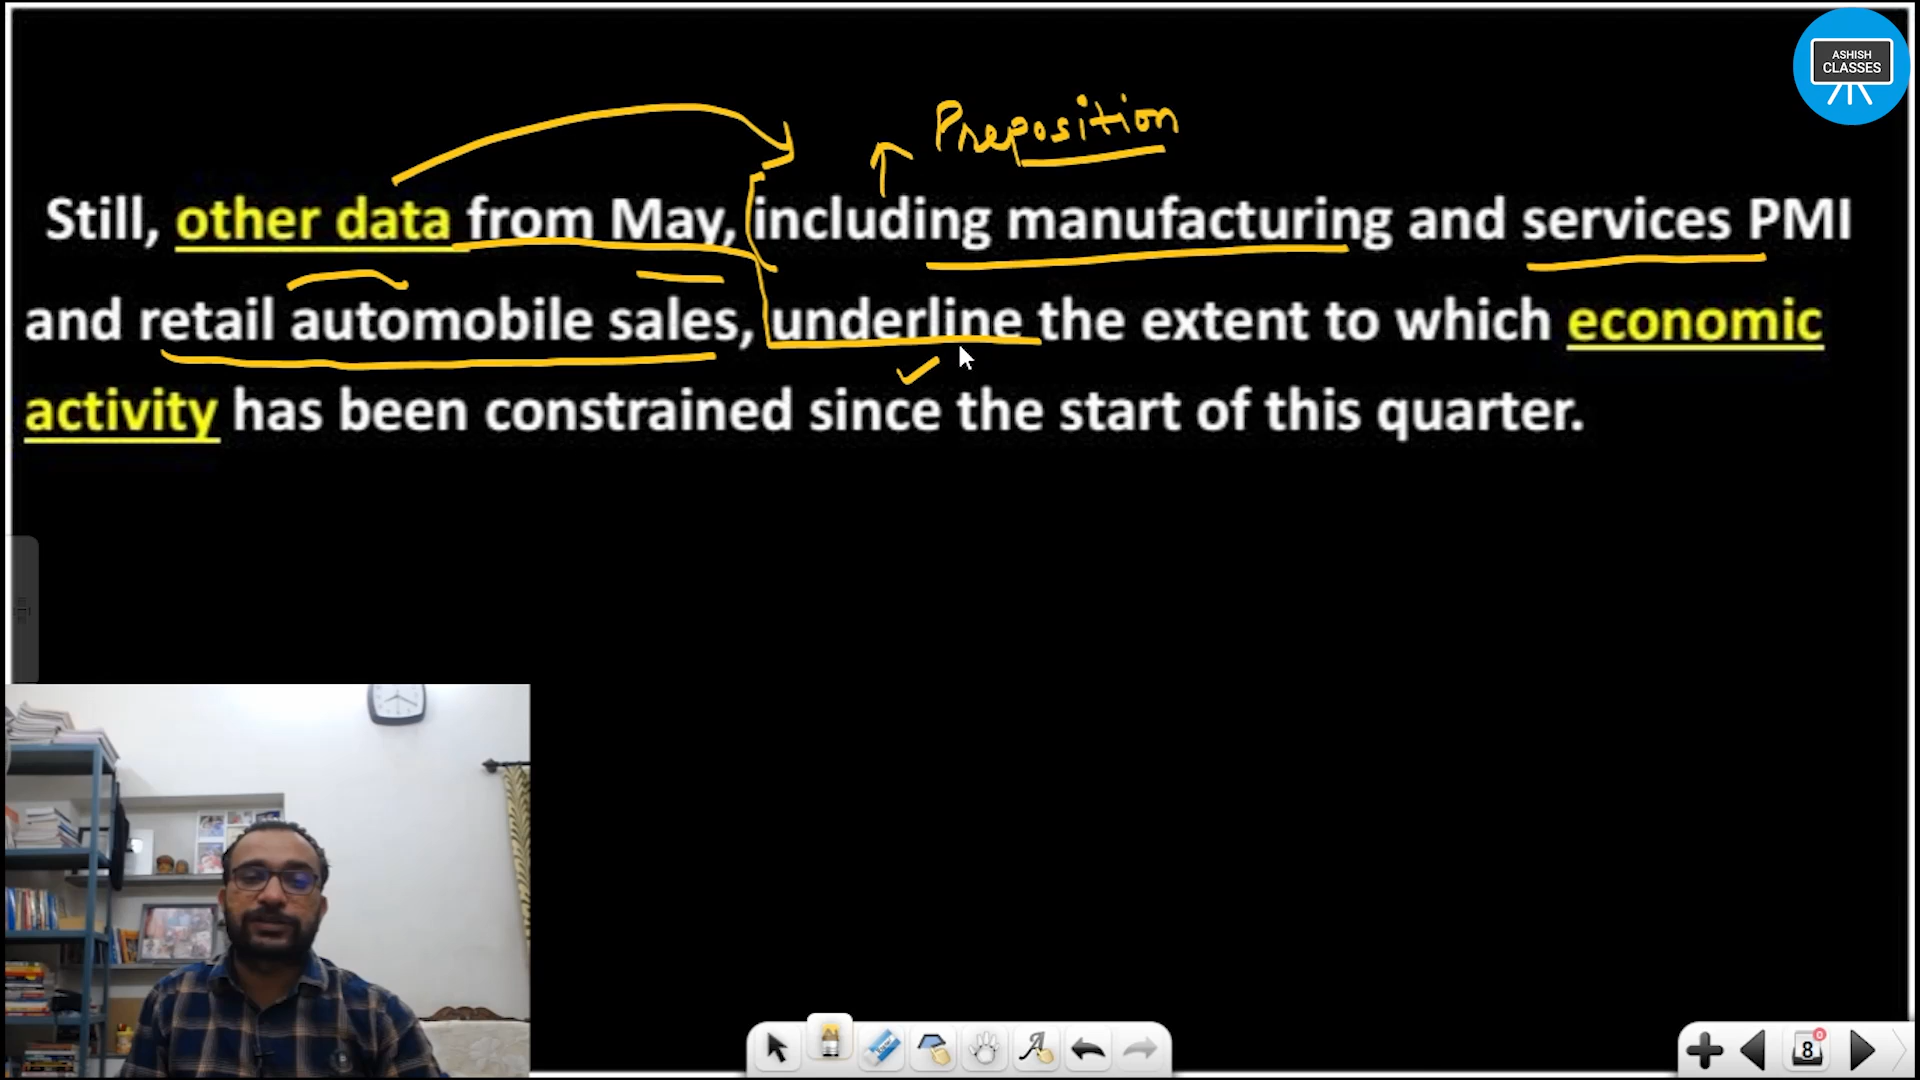 ASHISH
CLASSES
Preposition
Still, other data from May, including manufacturing and services PMI
and retail automobile sales, underline the extent to which economic
activity has been constrained since the start of this quarter.
8